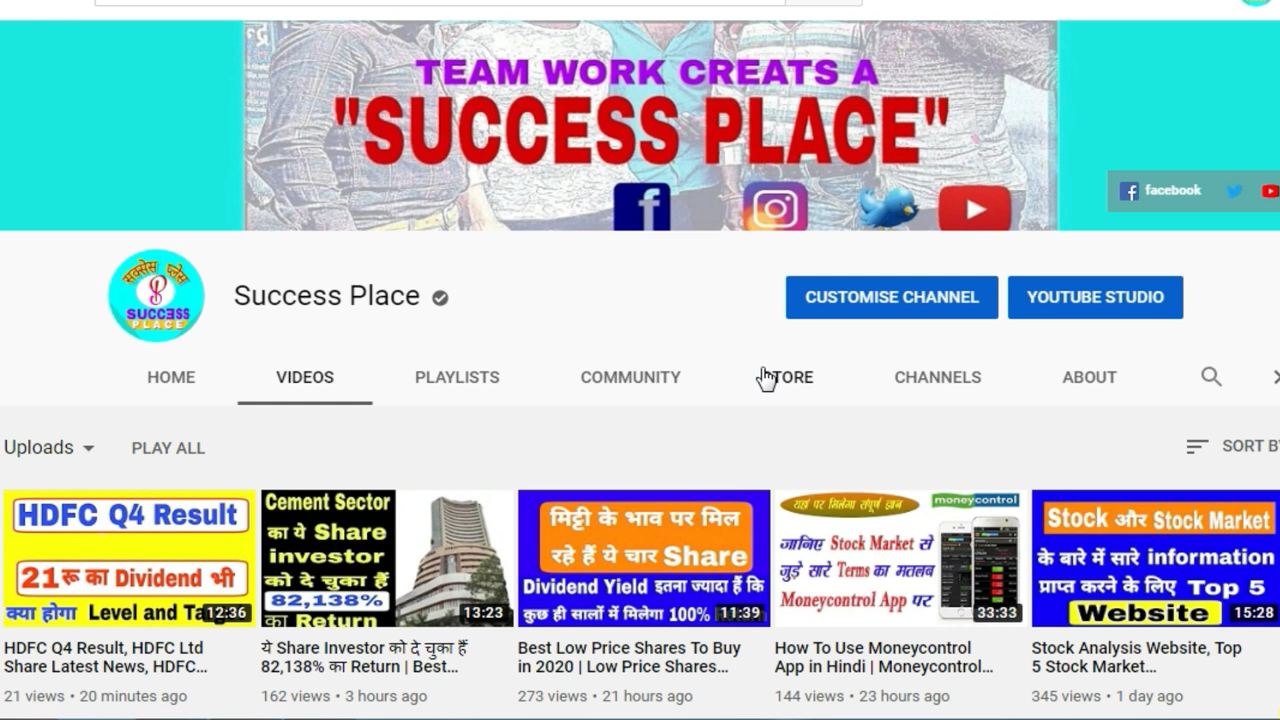 TEAM WORK CREATS A
"SUCCESS PLACE"
facebook
सक्सेस प्लेस
SUCCESS
PLACE
Success Place
CUSTOMISE CHANNEL
YOUTUBE STUDIO
HOME
VIDEOS
PLAYLISTS
COMMUNITY
TORE
CHANNELS
ABOUT
Uploads
PLAY ALL
SORT BY
HDFC Q4 Result
21रू का Dividend भी
क्या होगा Level and Ta
12:36
Cement Sector
का ये Share
investor
को दे चुका हैं
82,138%
का Return
13:23
मिट्टी के भाव पर मिल
रहे हैं ये चार Share
Dividend Yield इतना ज्यादा हैं कि
कुछ ही सालों में मिलेगा 100%
11:39
यहां पर मिलेगा संपूर्ण ज्ञान
moneycontrol
जानिए Stock Market से
जुड़े सारे Terms का मतलब
Moneycontrol App पर
33:33
Stock और Stock Market
के बारे में सारे information
प्राप्त करने के लिए Top 5
Website
15:28
HDFC Q4 Result, HDFC Ltd
Share Latest News, HDFC...
21 views • 20 minutes ago
ये Share Investor को दे चुका हैं
82,138% का Return | Best...
162 views • 3 hours ago
Best Low Price Shares To Buy
in 2020 | Low Price Shares...
273 views • 21 hours ago
How To Use Moneycontrol
App in Hindi | Moneycontrol...
144 views • 23 hours ago
Stock Analysis Website, Top
5 Stock Market...
345 views • 1 day ago